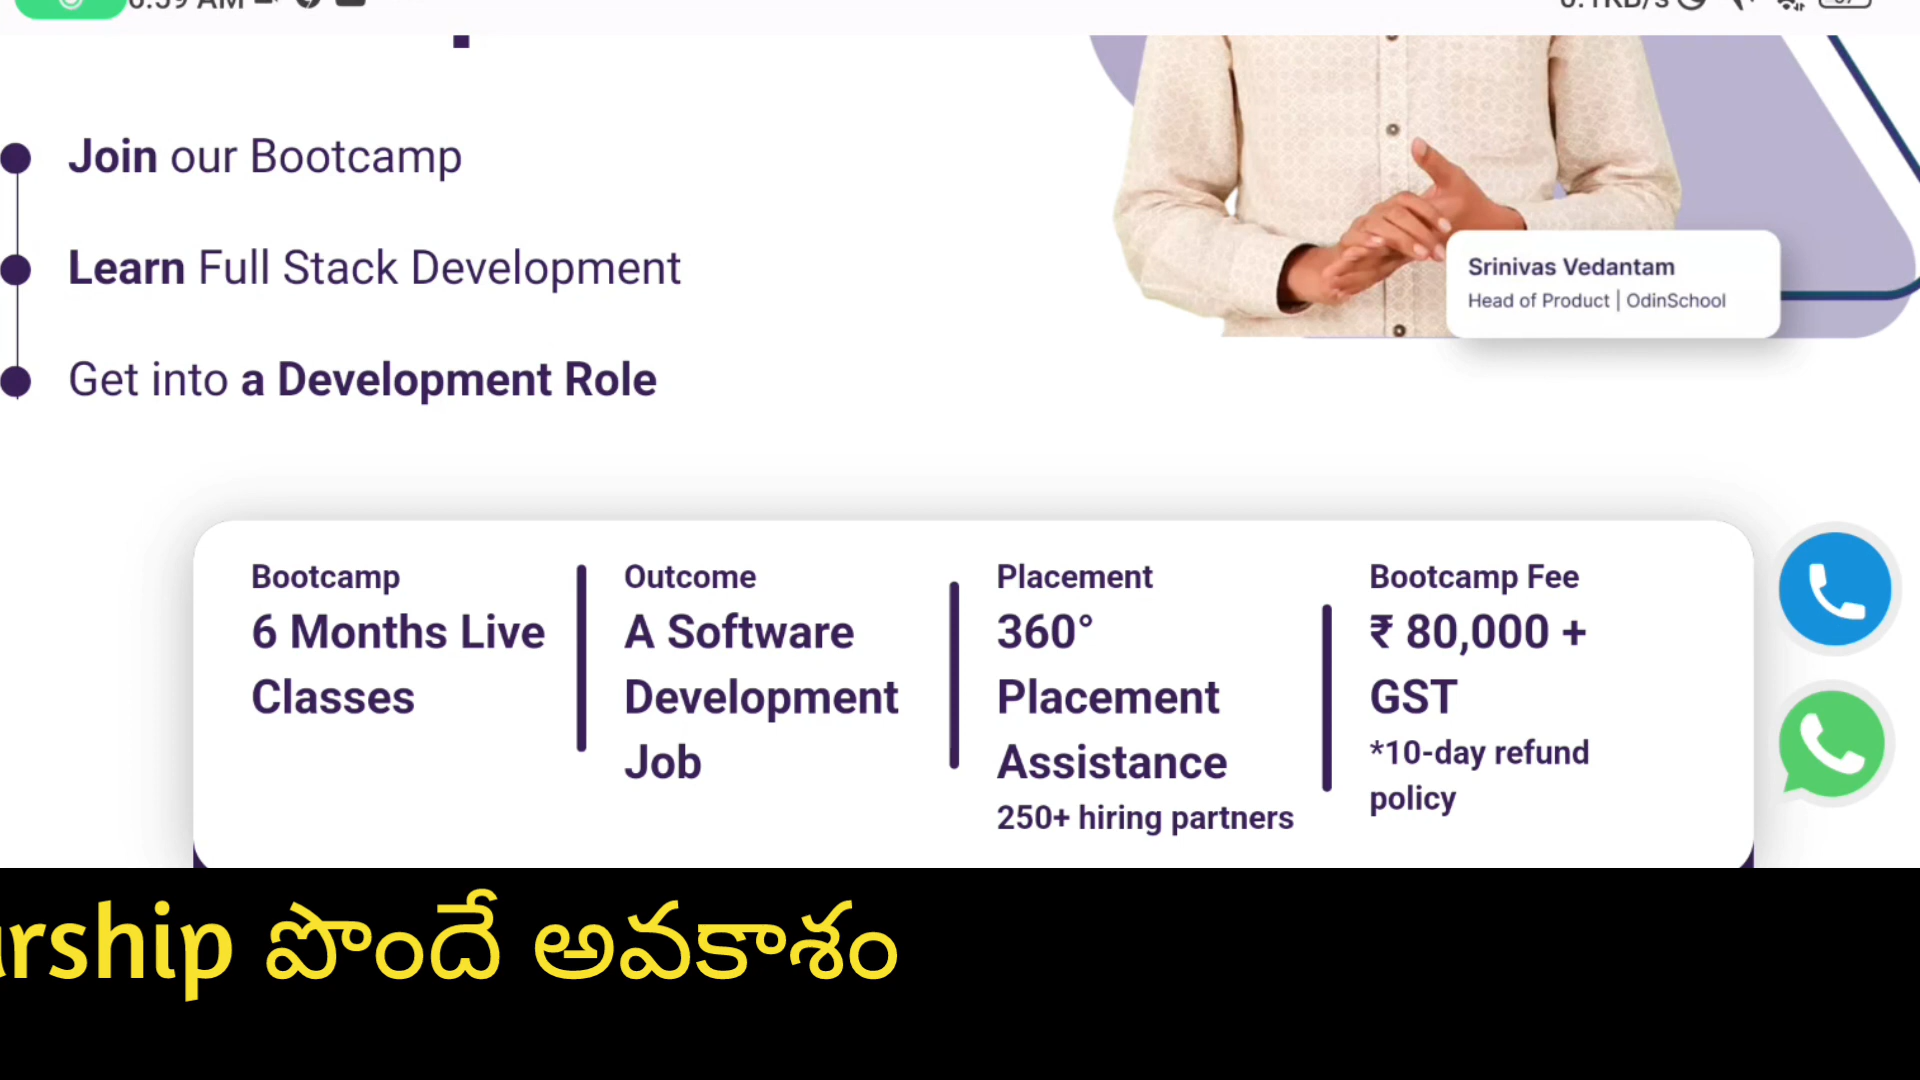 Join our Bootcamp
Learn Full Stack Development
Get into a Development Role
Srinivas Vedantam
Head of Product | OdinSchool
Bootcamp
6 Months Live
Classes
Outcome
A Software
Development
Job
Placement
360°
Placement
Assistance
250+ hiring partners
Bootcamp Fee
₹ 80,000 +
GST
*10-day refund
policy
పొందే అవకాశం